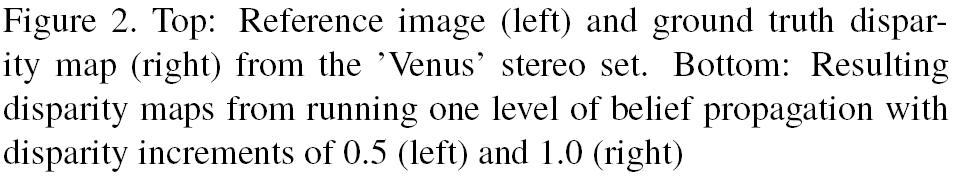 Figure 2. Top: Reference image (left) and ground truth dispar-
ity map (right) from the ’Venus’ stereo set. Bottom: Resulting
disparity maps from running one level of belief propagation with
disparity increments of 0.5 (left) and 1.0 (right)